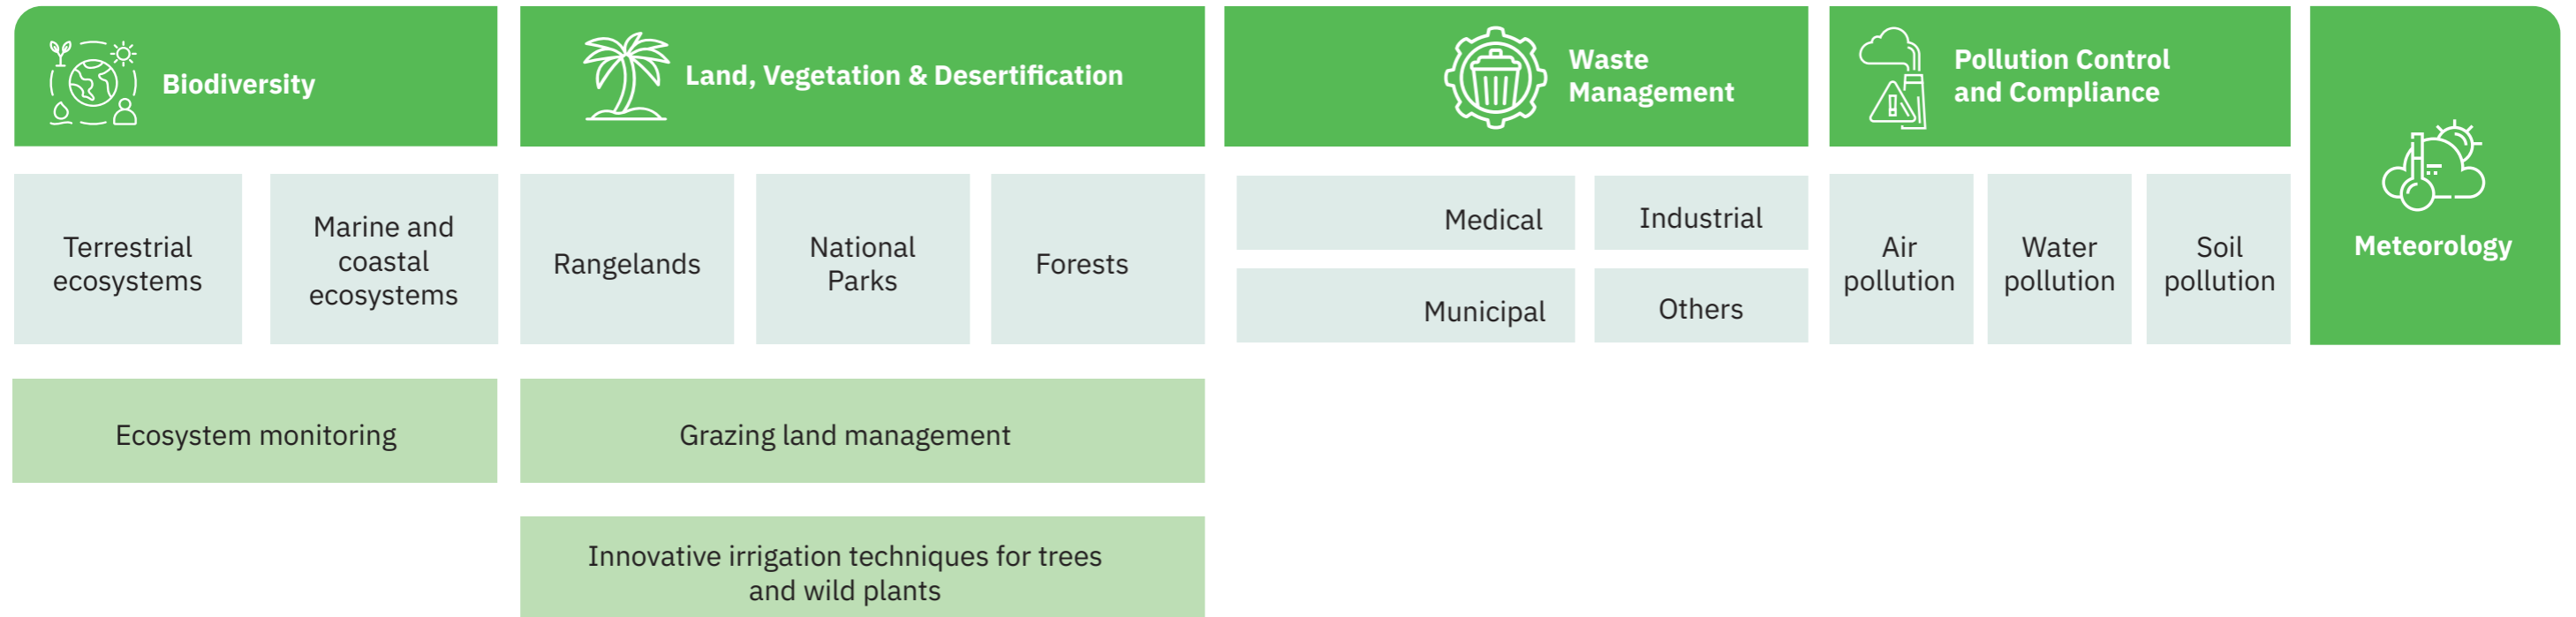 Biodiversity
Land, Vegetation & Desertification
Waste
Management
Pollution Control
and Compliance
Meteorology
Terrestrial
ecosystems
Marine and
coastal
ecosystems
Rangelands
National
Parks
Forests
Medical
Industrial
Municipal
Others
Air
pollution
Water
pollution
Soil
pollution
Ecosystem monitoring
Grazing land management
Innovative irrigation techniques for trees
and wild plants